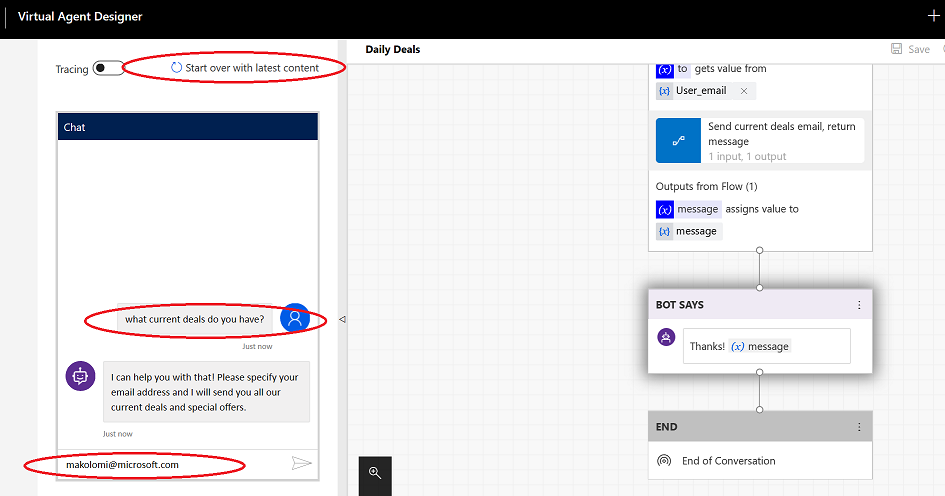 Virtual Agent Designer
Tracing
Start over with latest content
Chat
what current deals do you have?
Just now
I can help you with that! Please specify your
email address and I will send you all our
current deals and special offers.
Just now
makolomi@microsoft.com
Daily Deals
Save
(x) to gets value from
{x} User_email
Send current deals email, return
message
1 input, 1 output
Outputs from Flow (1)
(x) message assigns value to
{x} message
BOT SAYS
Thanks! (x) message
END
End of Conversation